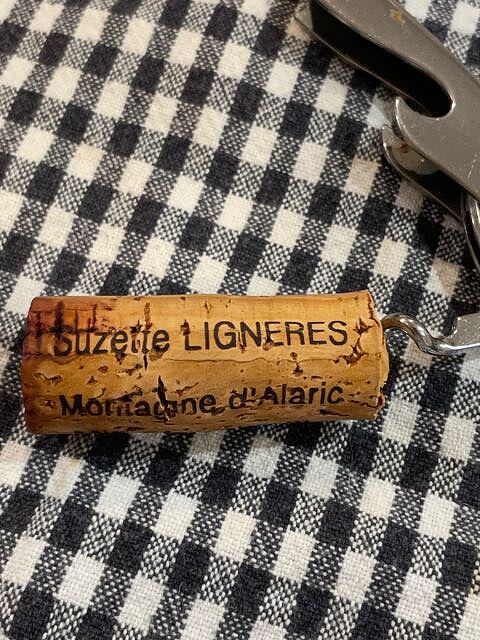 Suzette LIGNERES
Montagne d'Alaric